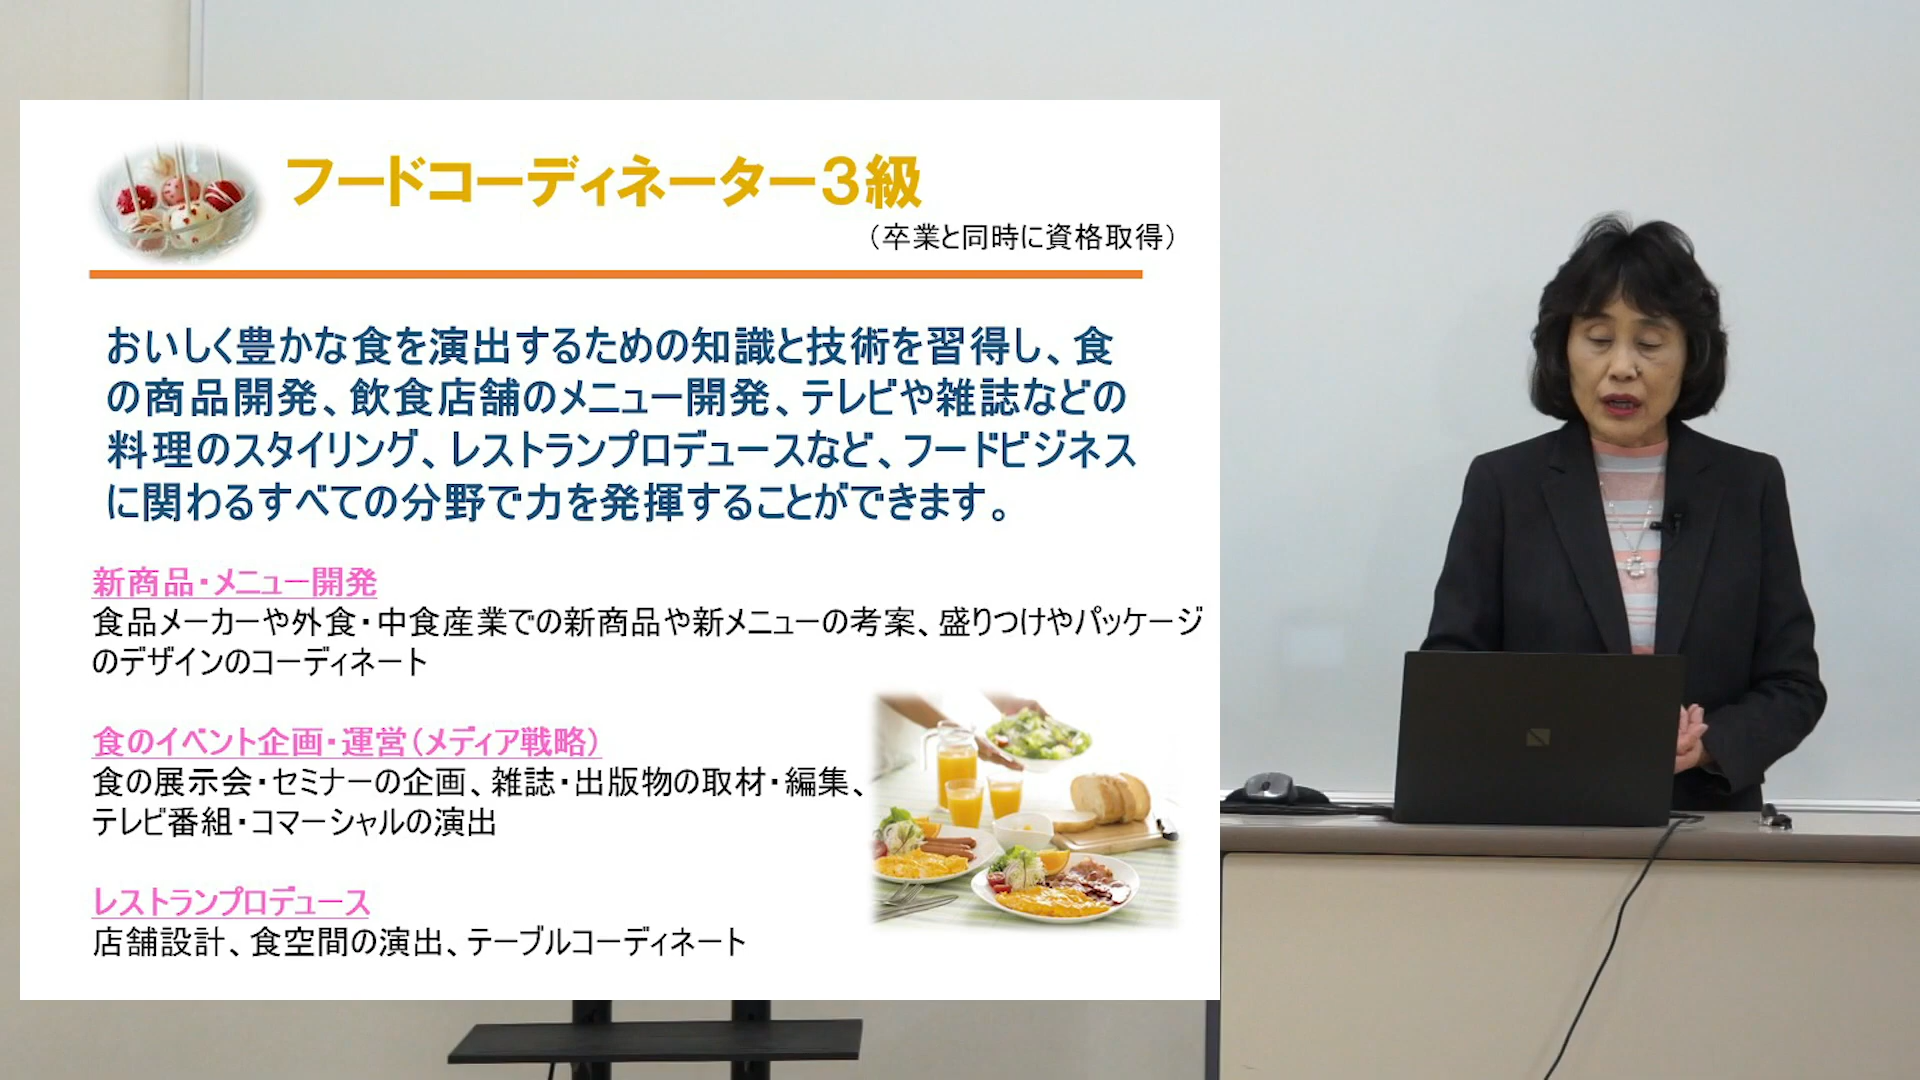 フードコーディネーター３級
（卒業と同時に資格取得）
おいしく豊かな食を演出するための知識と技術を習得し、食
の商品開発、飲食店舗のメニュー開発、テレビや雑誌などの
料理のスタイリング、レストランプロデュースなど、フードビジネス
に関わるすべての分野で力を発揮することができます。
新商品・メニュー開発
食品メーカーや外食・中食産業での新商品や新メニューの考案、盛りつけやパッケージ
のデザインのコーディネート
食のイベント企画・運営（メディア戦略）
食の展示会・セミナーの企画、雑誌・出版物の取材・編集、
テレビ番組・コマーシャルの演出
レストランプロデュース
店舗設計、食空間の演出、テーブルコーディネート